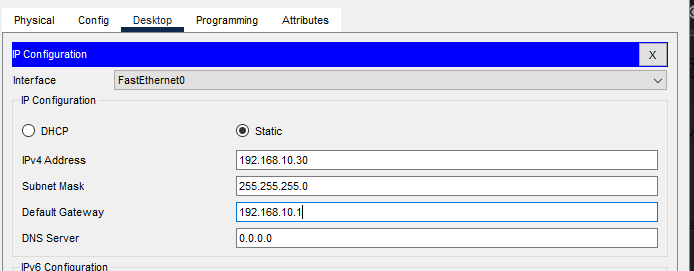 Physical Config Desktop Programming Attributes
IP Configuration X
Interface FastEthernet0
IP Configuration
DHCP Static
IPv4 Address 192.168.10.30
Subnet Mask 255.255.255.0
Default Gateway 192.168.10.1
DNS Server 0.0.0.0
IPv6 Configuration